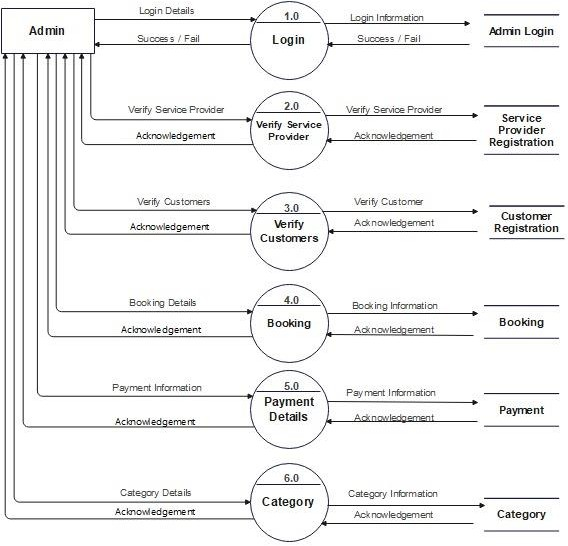 Admin
Login Details
Success / Fail
1.0
Login
Login Information
Success / Fail
Admin Login
Verify Service Provider
Acknowledgement
2.0
Verify Service
Provider
Verify Service Provider
Acknowledgement
Service
Provider
Registration
Verify Customers
Acknowledgement
3.0
Verify
Customers
Verify Customer
Acknowledgement
Customer
Registration
Booking Details
Acknowledgement
4.0
Booking
Booking Information
Acknowledgement
Booking
Payment Information
Acknowledgement
5.0
Payment
Details
Payment Information
Acknowledgement
Payment
Category Details
Acknowledgement
6.0
Category
Category Information
Acknowledgement
Category